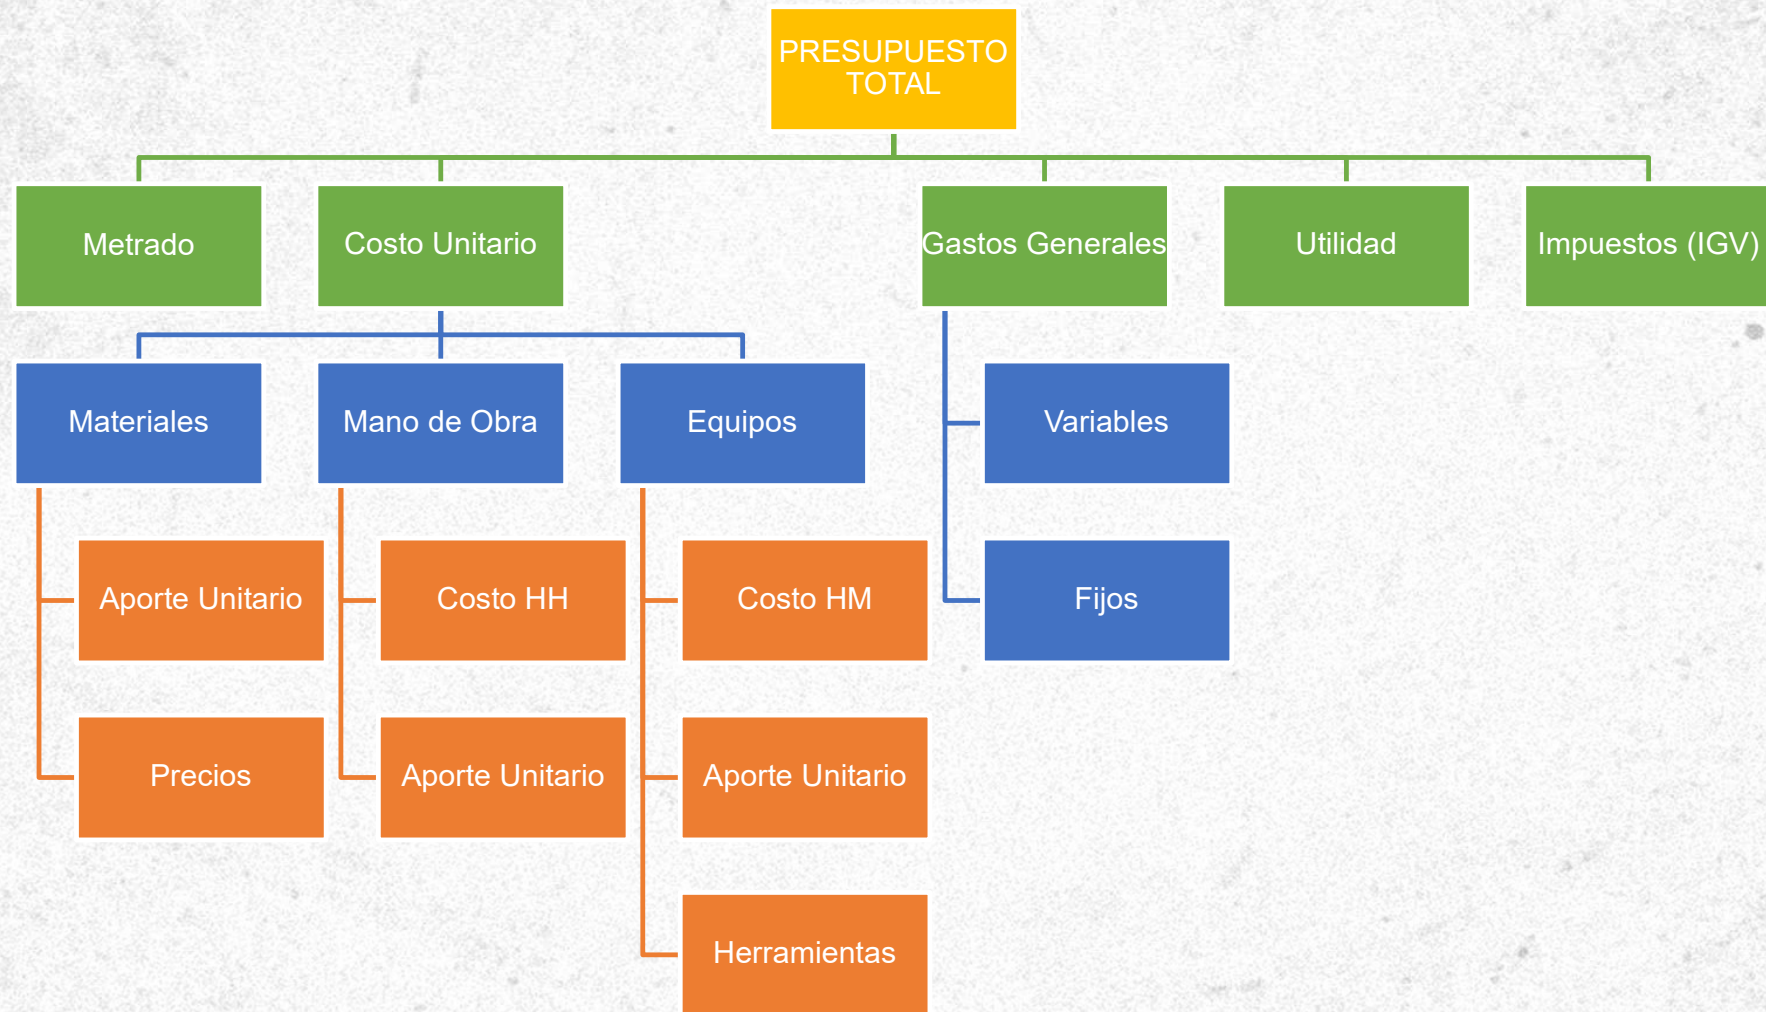 PRESUPUESTO
TOTAL
Metrado
Costo Unitario
Gastos Generales
Utilidad
Impuestos (IGV)
Materiales
Mano de Obra
Equipos
Variables
Aporte Unitario
Costo HH
Costo HM
Fijos
Precios
Aporte Unitario
Aporte Unitario
Herramientas